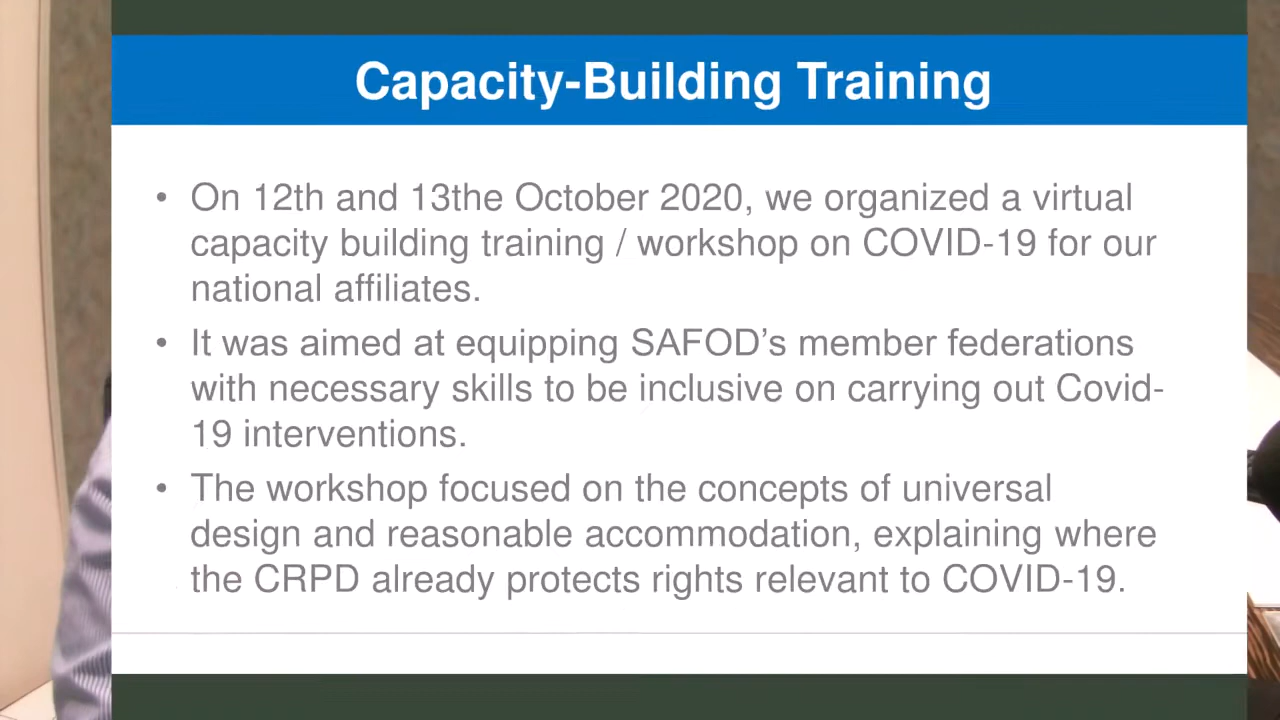 Capacity-Building Training
• On 12th and 13the October 2020, we organized a virtual
capacity building training / workshop on COVID-19 for our
national affiliates.
• It was aimed at equipping SAFOD’s member federations
with necessary skills to be inclusive on carrying out Covid-
19 interventions.
• The workshop focused on the concepts of universal
design and reasonable accommodation, explaining where
the CRPD already protects rights relevant to COVID-19.